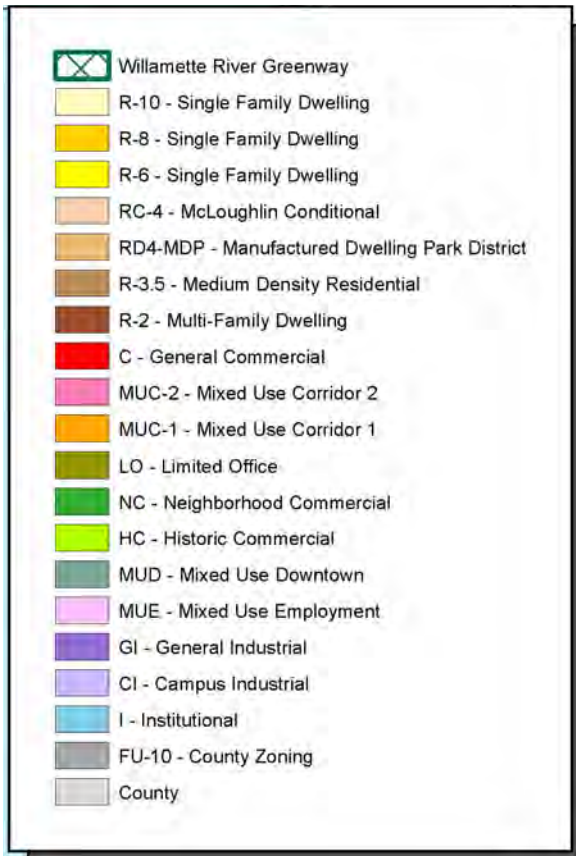 Willamette River Greenway
R-10 - Single Family Dwelling
R-8 - Single Family Dwelling
R-6 - Single Family Dwelling
RC-4 - McLoughlin Conditional
RD4-MDP - Manufactured Dwelling Park District
R-3.5 - Medium Density Residential
R-2 - Multi-Family Dwelling
C - General Commercial
MUC-2 - Mixed Use Corridor 2
MUC-1 - Mixed Use Corridor 1
LO - Limited Office
NC - Neighborhood Commercial
HC - Historic Commercial
MUD - Mixed Use Downtown
MUE - Mixed Use Employment
GI - General Industrial
CI - Campus Industrial
I - Institutional
FU-10 - County Zoning
County